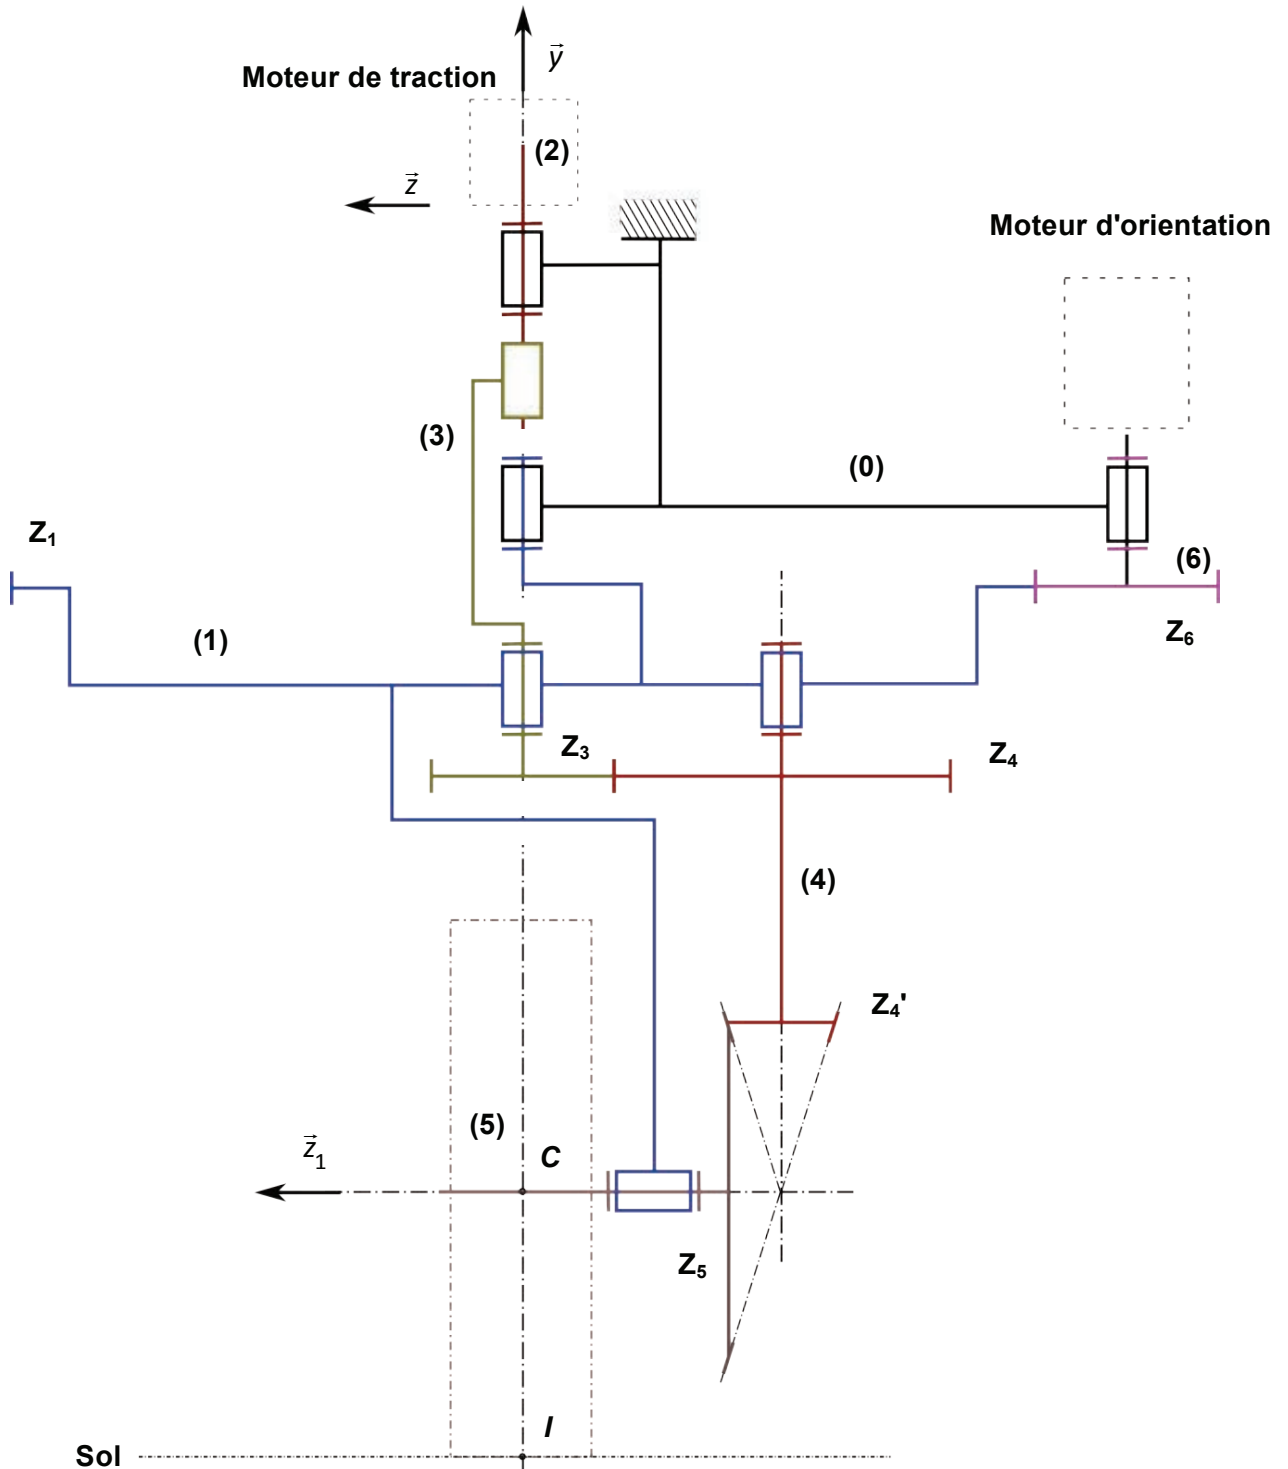 y⃗
Moteur de traction
(2)
z⃗
Moteur d'orientation
(3)
(0)
Z₁
(6)
(1)
Z₆
Z₃
Z₄
(4)
Z₄'
(5)
C
z⃗₁
Z₅
I
Sol